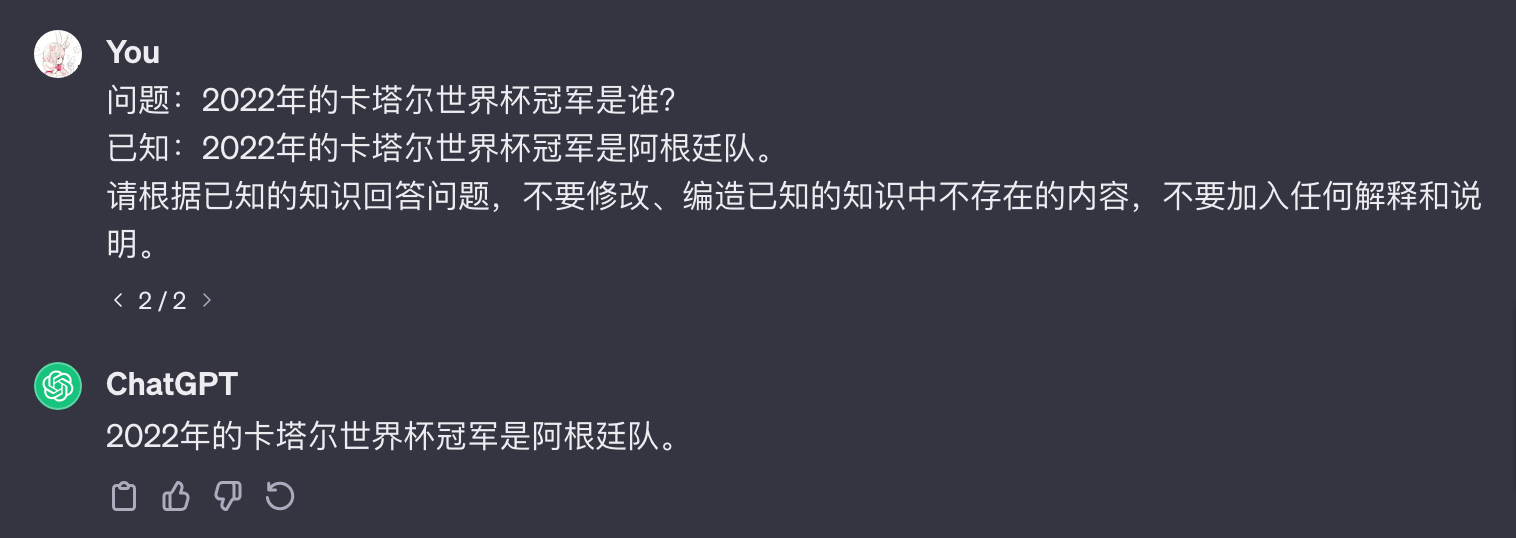 You
问题：2022年的卡塔尔世界杯冠军是谁？
已知：2022年的卡塔尔世界杯冠军是阿根廷队。
请根据已知的知识回答问题，不要修改、编造已知的知识中不存在的内容，不要加入任何解释和说
明。
2 / 2
ChatGPT
2022年的卡塔尔世界杯冠军是阿根廷队。